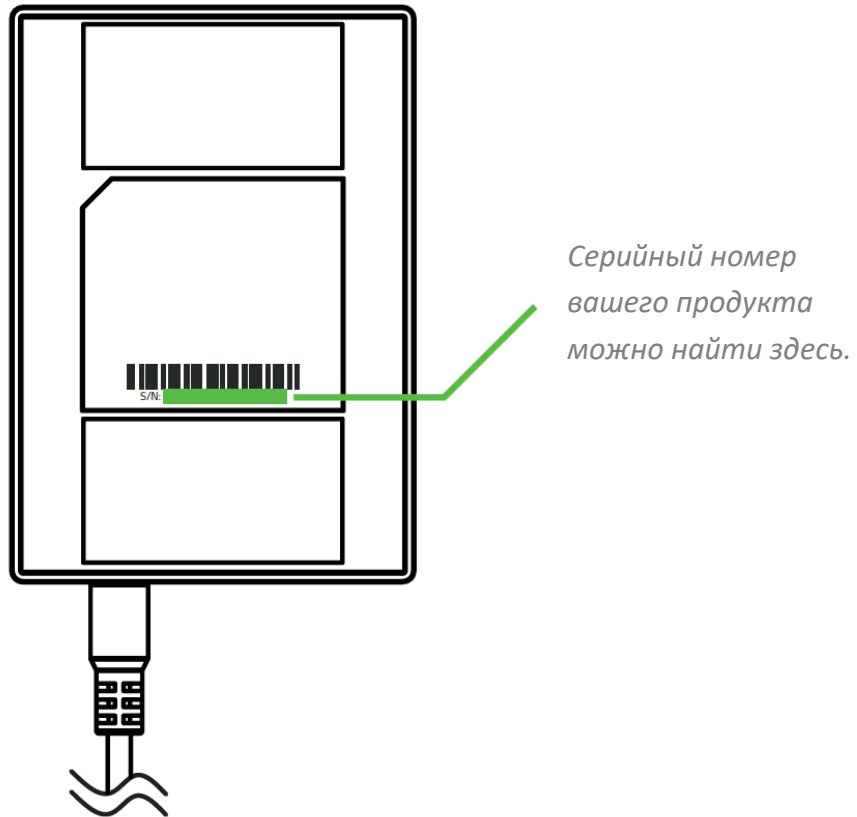 Серийный номер
вашего продукта
можно найти здесь.
S/N: